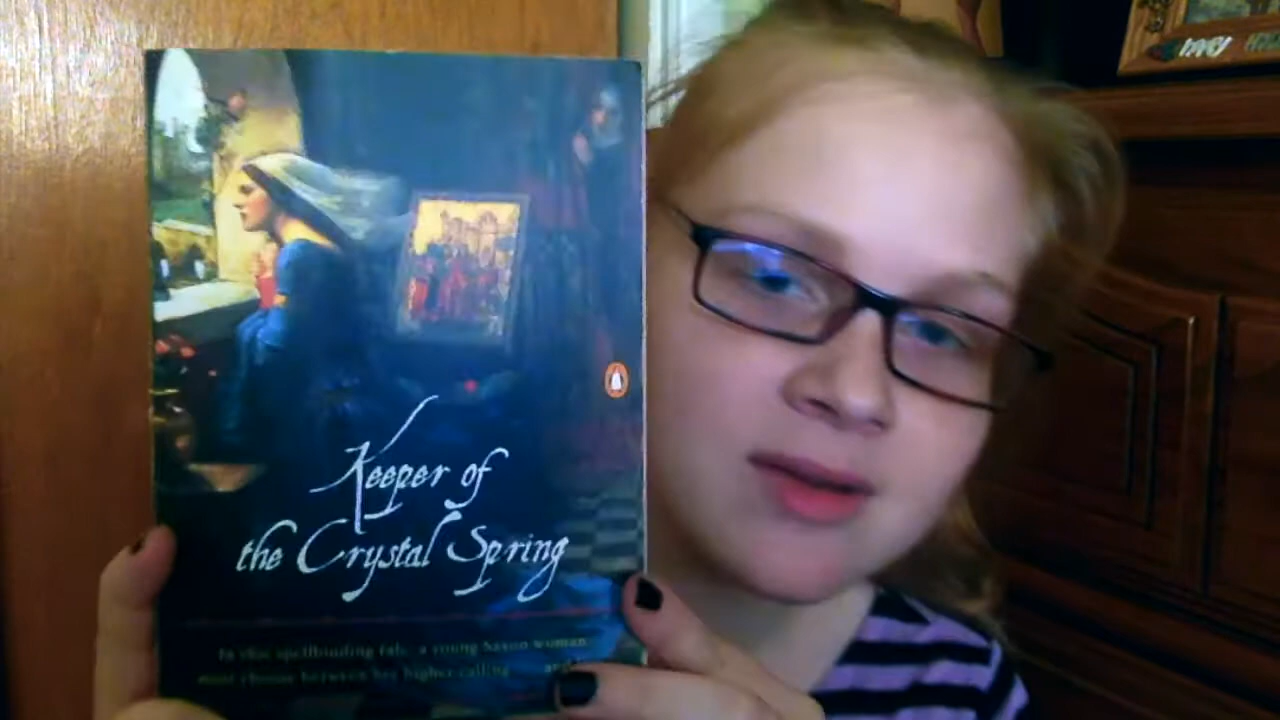 Keeper of
the Crystal Spring
In this spellbinding tale, a young Saxon woman
must choose between her higher calling